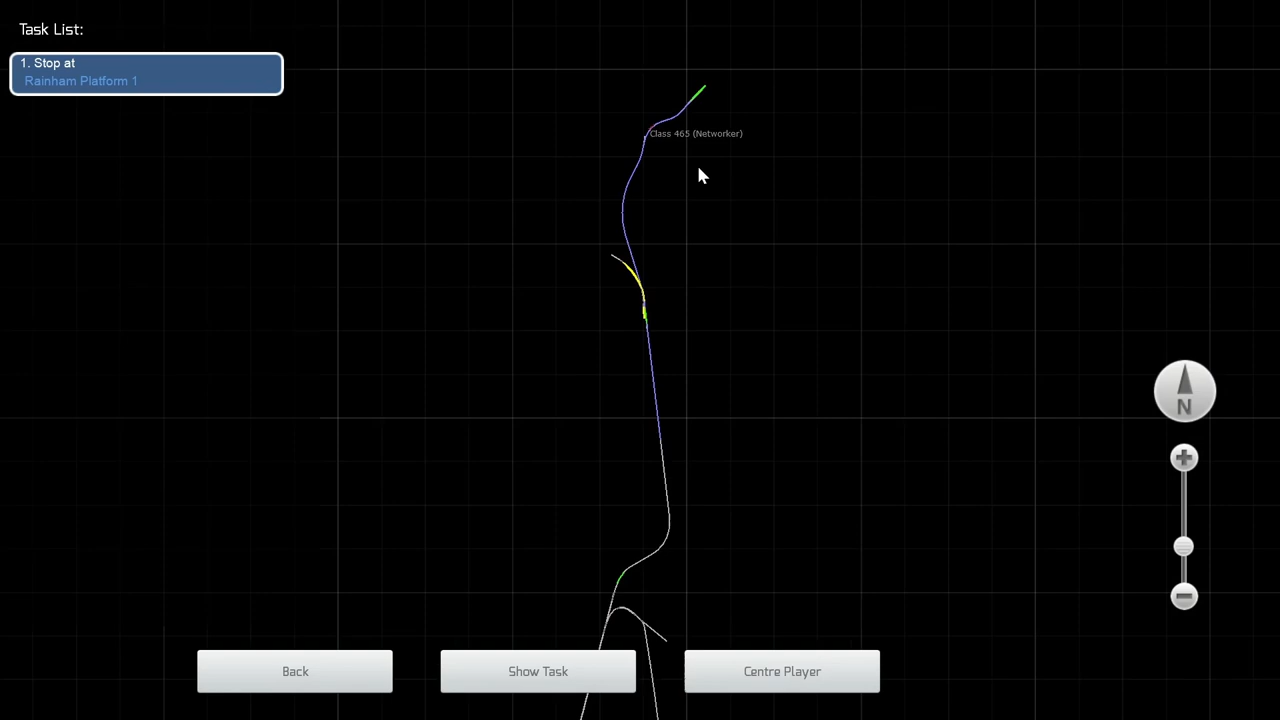 Task List:
1. Stop at
Rainham Platform 1
Class 465 (Networker)
N
Back
Show Task
Centre Player